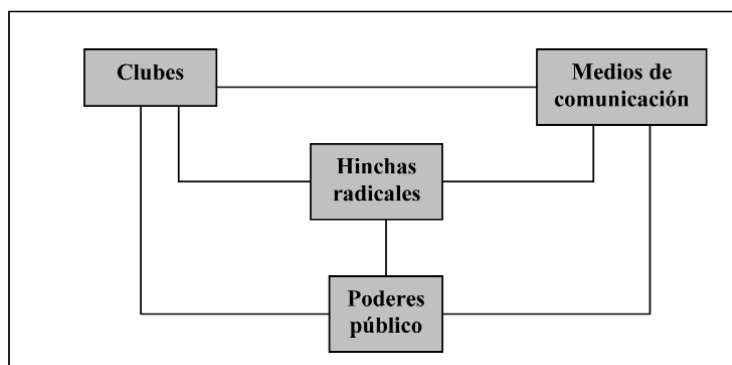 Clubes
Medios de
comunicación
Hinchas
radicales
Poderes
público